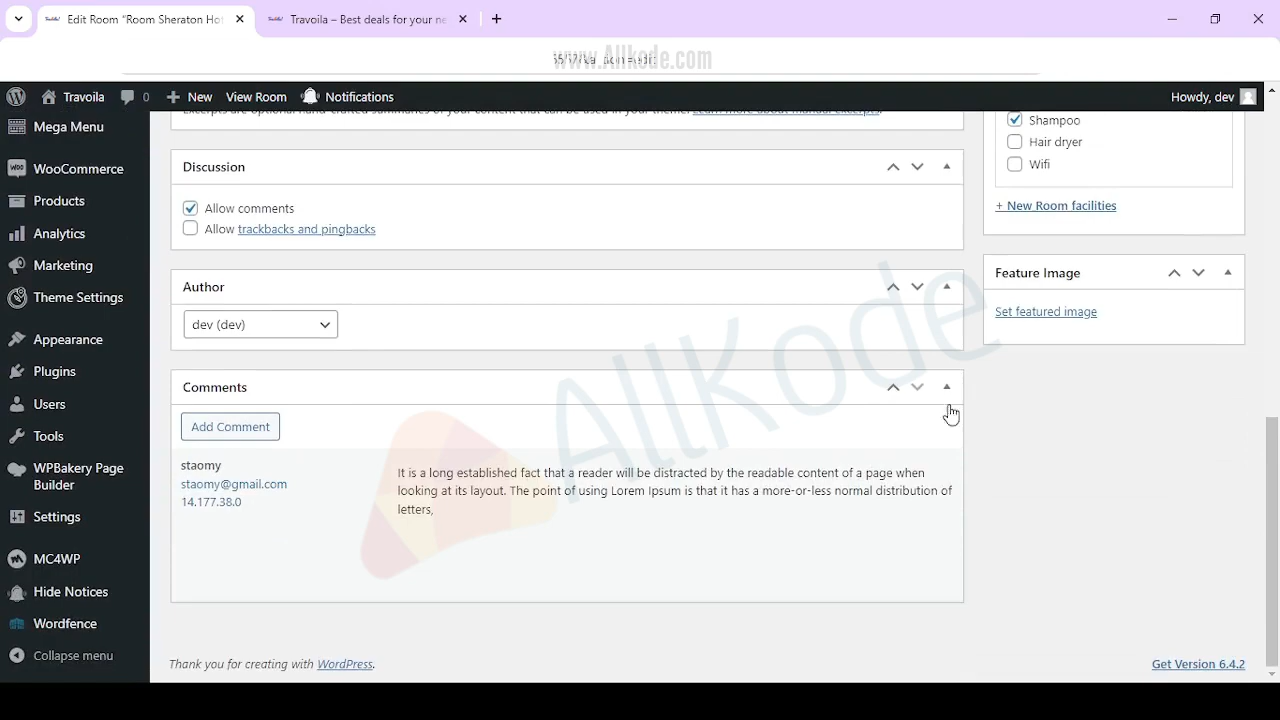 Edit Room “Room Sheraton Ho
Travoila – Best deals for your ne
www.Allkode.com
Travoila
0
New
View Room
Notifications
Howdy, dev
Mega Menu
WooCommerce
Products
Analytics
Marketing
Theme Settings
Appearance
Plugins
Users
Tools
WPBakery Page
Builder
Settings
MC4WP
Hide Notices
Wordfence
Collapse menu
Excerpts are optional hand-crafted summaries of your content that can be used in your theme. Learn more about manual excerpts.
Discussion
Allow comments
Allow trackbacks and pingbacks
Author
dev (dev)
Comments
Add Comment
staomy
staomy@gmail.com
14.177.38.0
It is a long established fact that a reader will be distracted by the readable content of a page when
looking at its layout. The point of using Lorem Ipsum is that it has a more-or-less normal distribution of
letters,
Shampoo
Hair dryer
Wifi
+ New Room facilities
Feature Image
Set featured image
AllKode
Thank you for creating with WordPress.
Get Version 6.4.2